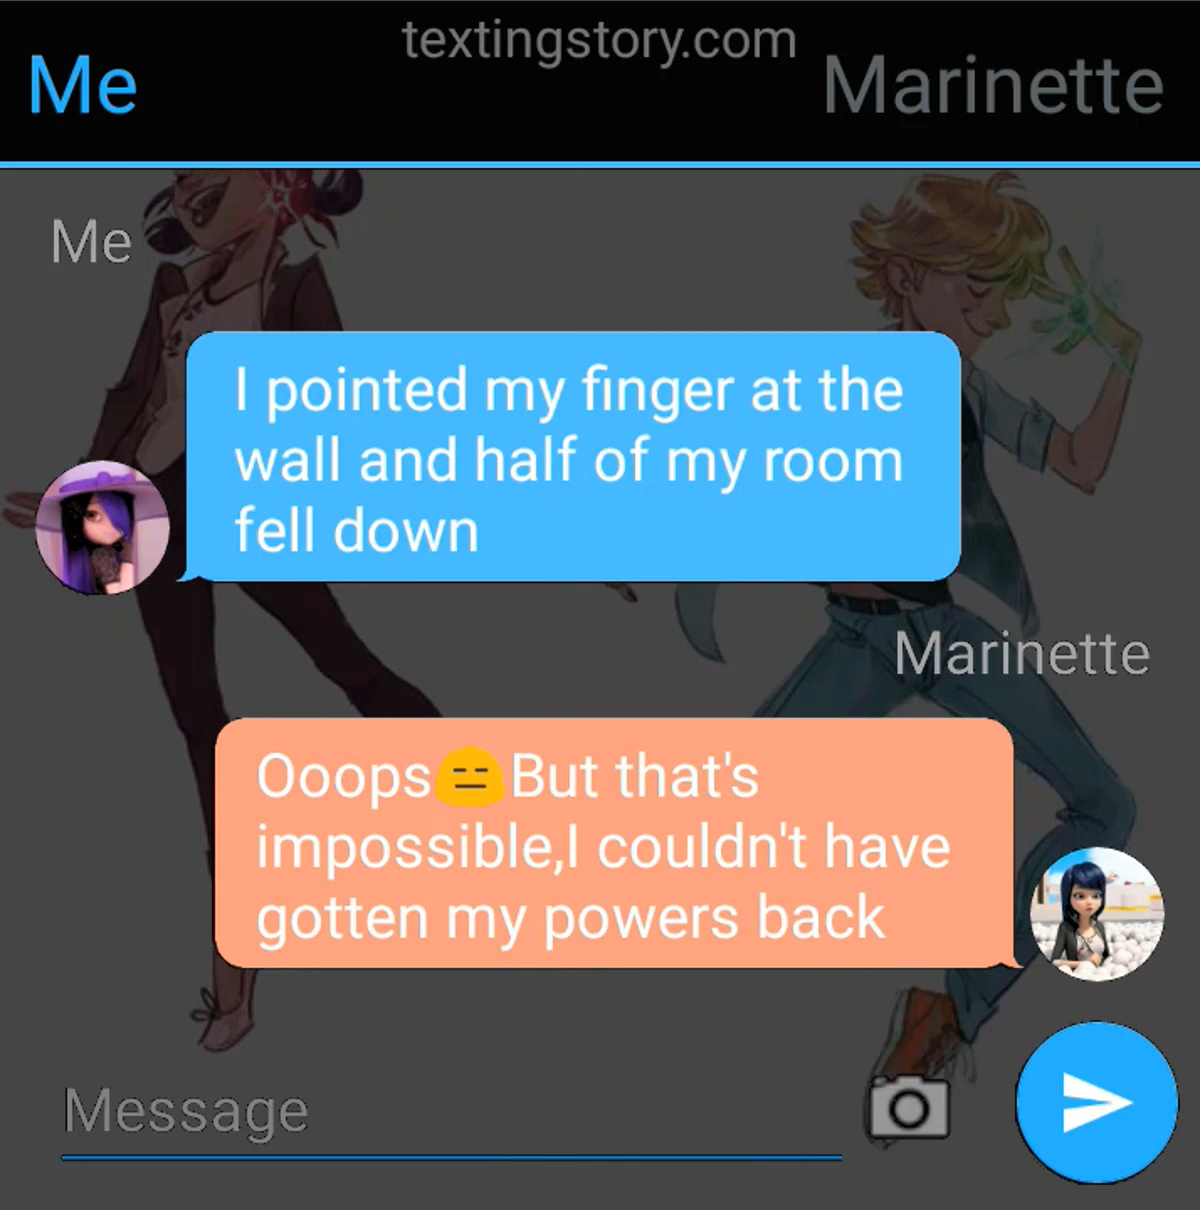 textingstory.com
Me
Marinette
Me
I pointed my finger at the
wall and half of my room
fell down
Marinette
Ooops😑But that's
impossible,I couldn't have
gotten my powers back
Message